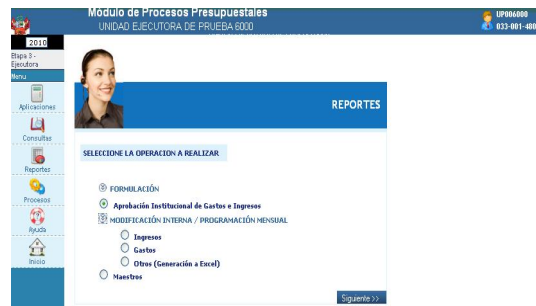 Módulo de Procesos Presupuestales
UNIDAD EJECUTORA DE PRUEBA 6000
UP006000
033-001-400
2010
Etapa 3 -
Ejecutora
Menu
Aplicaciones
Consultas
Reportes
Procesos
Ayuda
Inicio
REPORTES
SELECCIONE LA OPERACION A REALIZAR
FORMULACIÓN
Aprobación Institucional de Gastos e Ingresos
MODIFICACIÓN INTERNA / PROGRAMACIÓN MENSUAL
Ingresos
Gastos
Otros (Generación a Excel)
Maestros
Siguiente >>